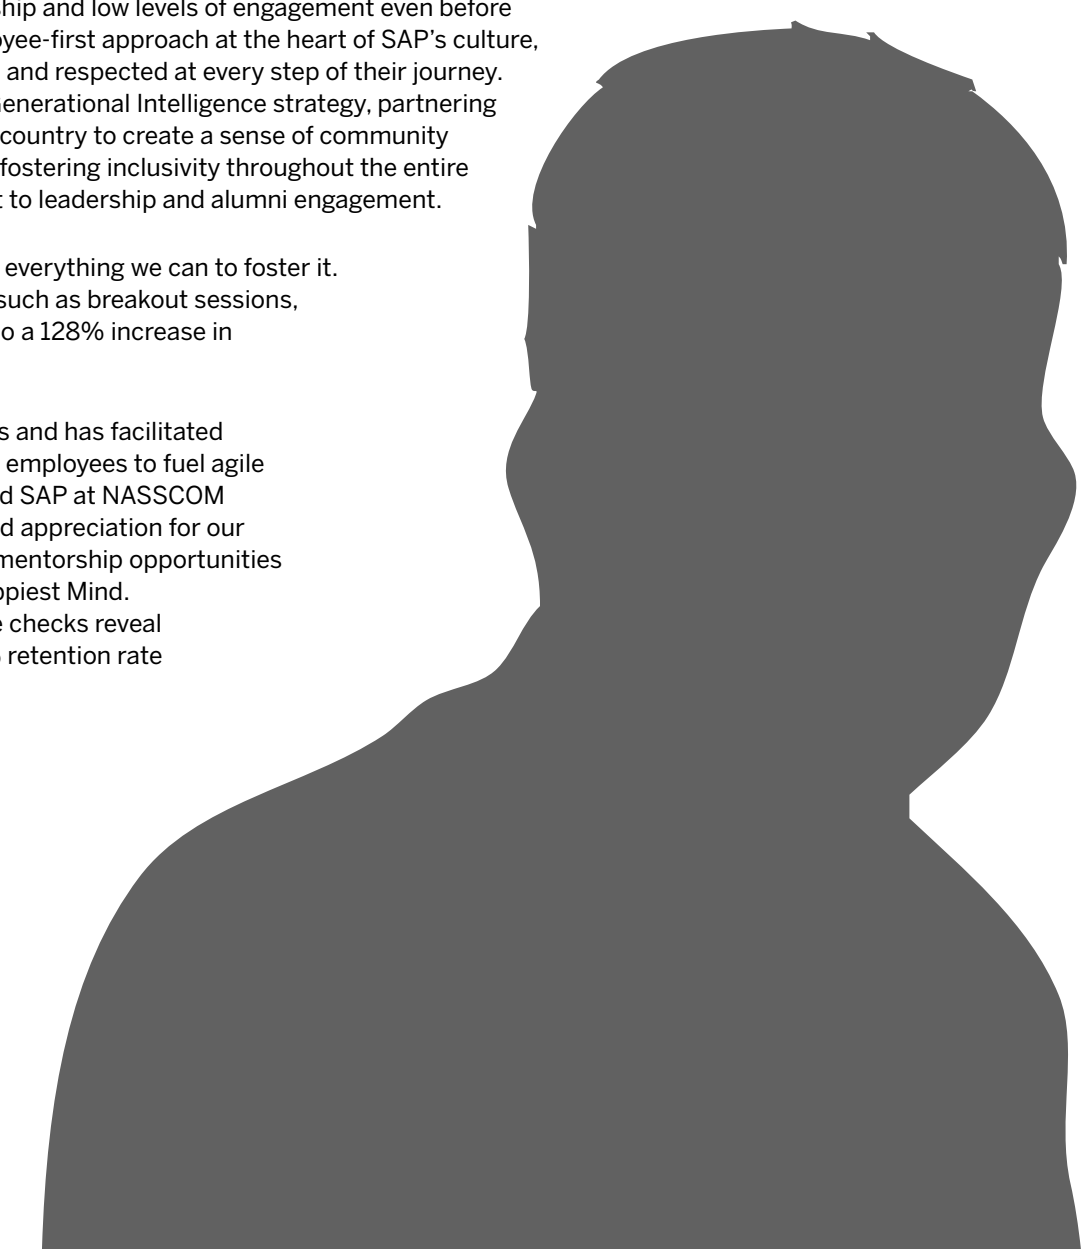 ship and low levels of engagement even before
yee-first approach at the heart of SAP’s culture,
and respected at every step of their journey.
Generational Intelligence strategy, partnering
country to create a sense of community
fostering inclusivity throughout the entire
t to leadership and alumni engagement.
everything we can to foster it.
such as breakout sessions,
o a 128% increase in
s and has facilitated
employees to fuel agile
d SAP at NASSCOM
d appreciation for our
mentorship opportunities
ppiest Mind.
e checks reveal
retention rate